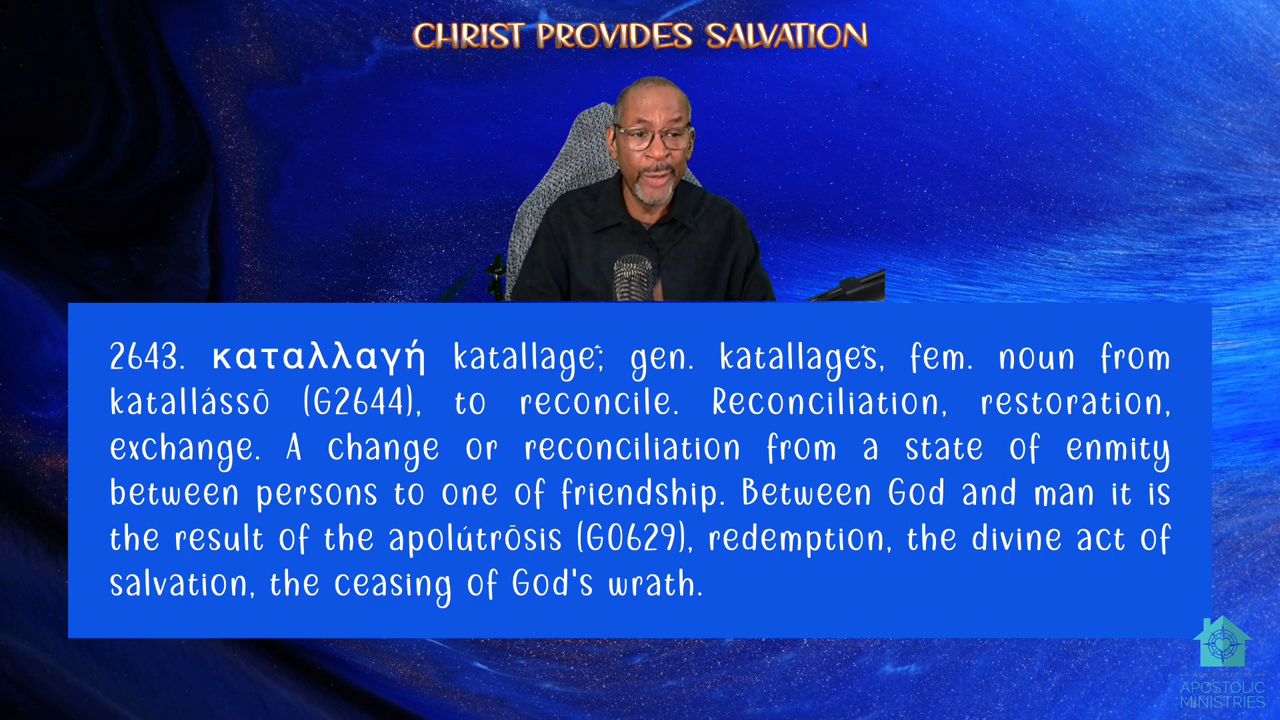 CHRIST PROVIDES SALVATION
2643. καταλλαγή katallagḗ; gen. katallagḗs, fem. noun from
katallássō (G2644), to reconcile. Reconciliation, restoration,
exchange. A change or reconciliation from a state of enmity
between persons to one of friendship. Between God and man it is
the result of the apolútrōsis (G0629), redemption, the divine act of
salvation, the ceasing of God's wrath.
APOSTOLIC
MINISTRIES